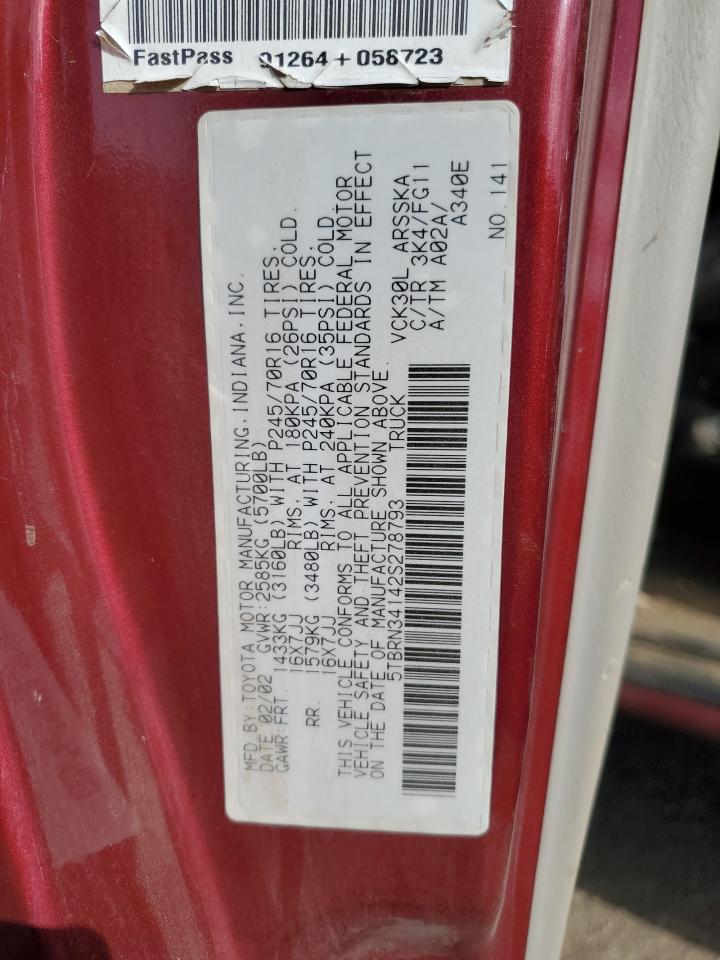 FastPass 01264 + 056723
MFD BY: TOYOTA MOTOR MANUFACTURING, INDIANA, INC.
DATE 02/02 GVWR: 2585KG (5700LB)
GAWR: FRT. 1433KG (3160LB) WITH P245/70R16 TIRES,
16X7JJ RIMS, AT 180KPA (26PSI) COLD.
RR. 1579KG (3480LB) WITH P245/70R16 TIRES,
16X7JJ RIMS, AT 240KPA (35PSI) COLD.
THIS VEHICLE CONFORMS TO ALL APPLICABLE FEDERAL MOTOR
VEHICLE SAFETY AND THEFT PREVENTION STANDARDS IN EFFECT
ON THE DATE OF MANUFACTURE SHOWN ABOVE.
5TBRN34142S278793 TRUCK
VCK30L ARSSKA
C/TR 3K4/FG11
A/TM A02A/
A340E
NO. 141